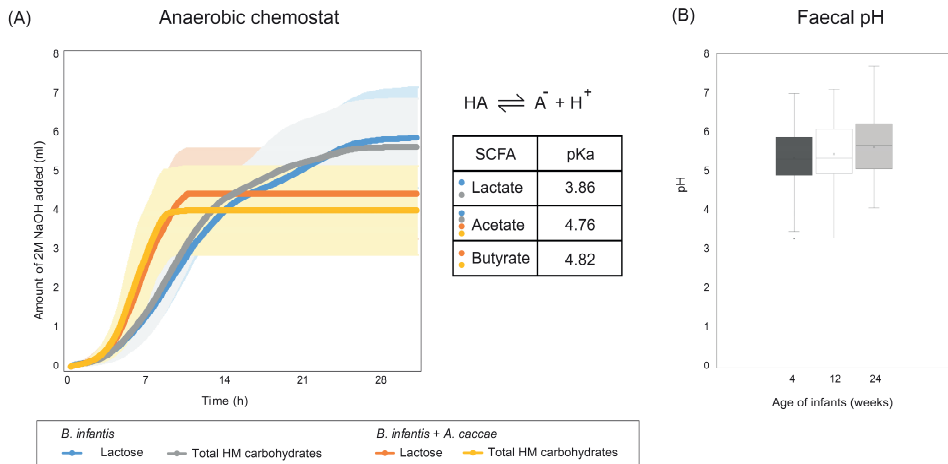 (A)
Anaerobic chemostat
8
7
6
5
4
3
2
1
0
Amount of 2M NaOH added (ml)
0 7 14 21 28
Time (h)
HA ⇌ A⁻ + H⁺
SCFA pKa
Lactate 3.86
Acetate 4.76
Butyrate 4.82
(B)
Faecal pH
8
7
6
5
4
3
2
1
0
pH
4 12 24
Age of infants (weeks)
B. infantis B. infantis + A. caccae
Lactose Total HM carbohydrates Lactose Total HM carbohydrates